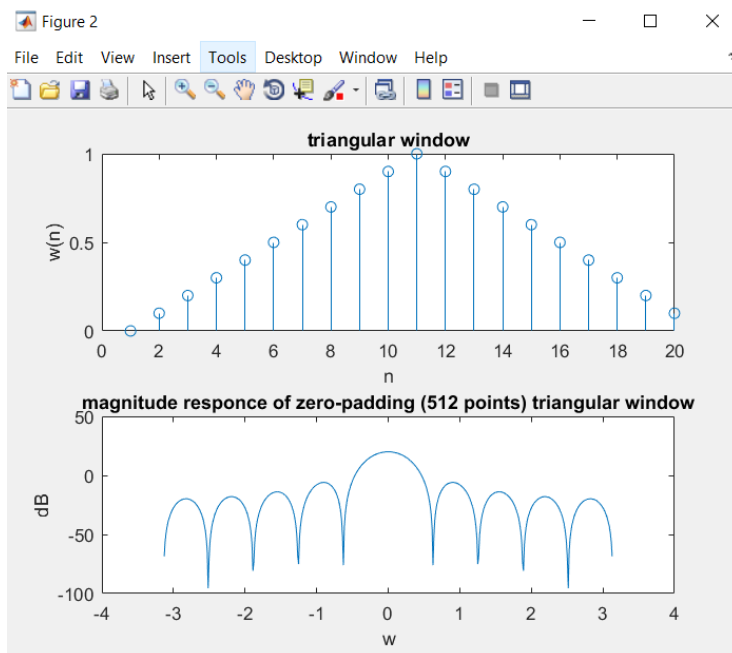 Figure 2
File Edit View Insert Tools Desktop Window Help
triangular window
1
0.5
0
w(n)
0 2 4 6 8 10 12 14 16 18 20
n
magnitude responce of zero-padding (512 points) triangular window
50
0
-50
-100
dB
-4 -3 -2 -1 0 1 2 3 4
w